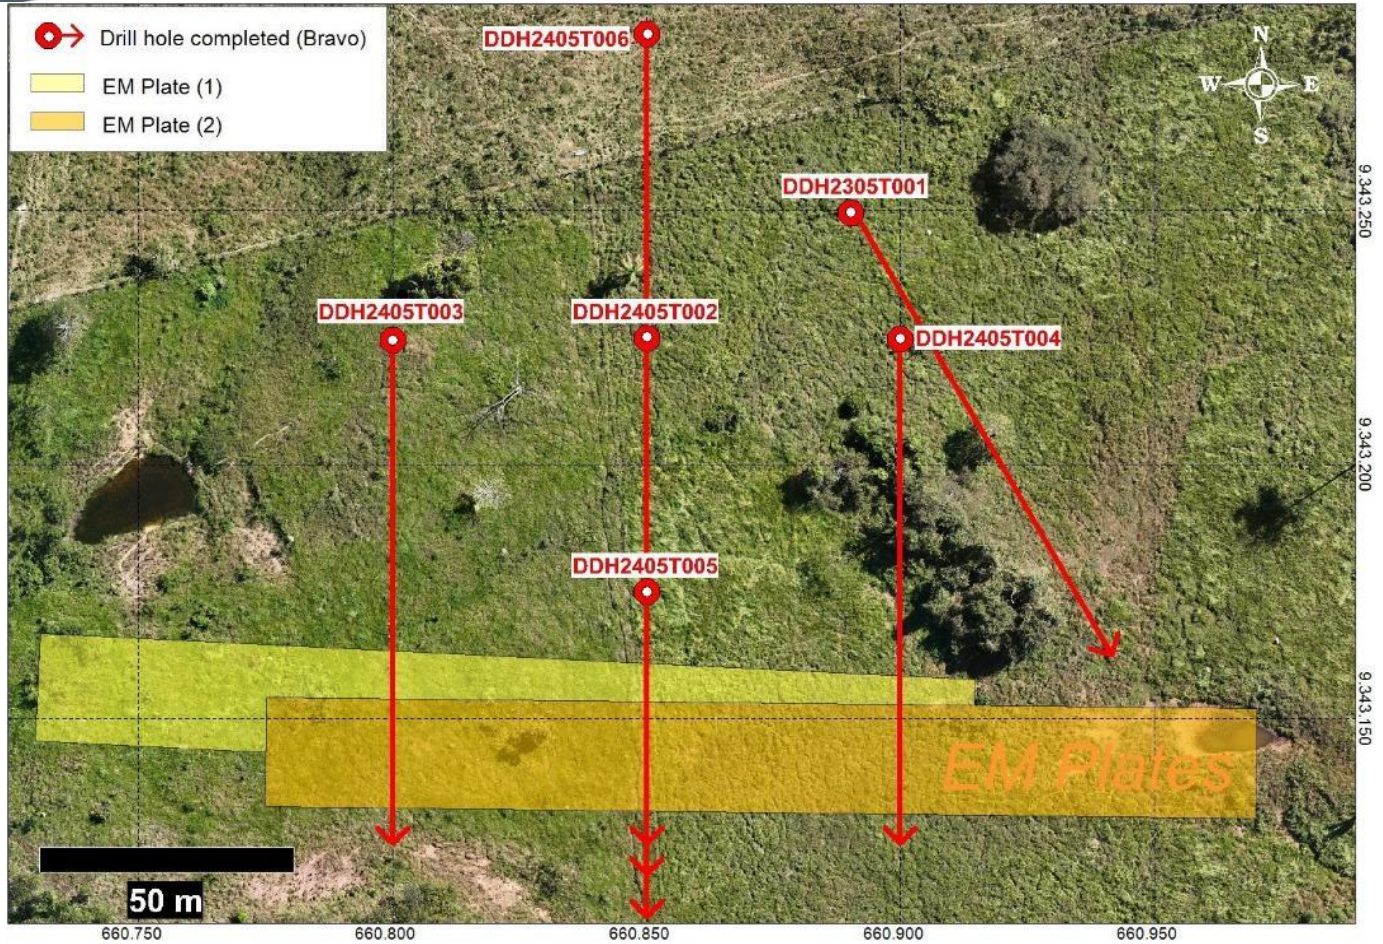 Drill hole completed (Bravo)
EM Plate (1)
EM Plate (2)
DDH2405T006
N
W
E
S
DDH2305T001
9.343.250
DDH2405T003
DDH2405T002
DDH2405T004
9.343.200
DDH2405T005
9.343.150
EM Plates
50 m
660.750
660.800
660.850
660.900
660.950